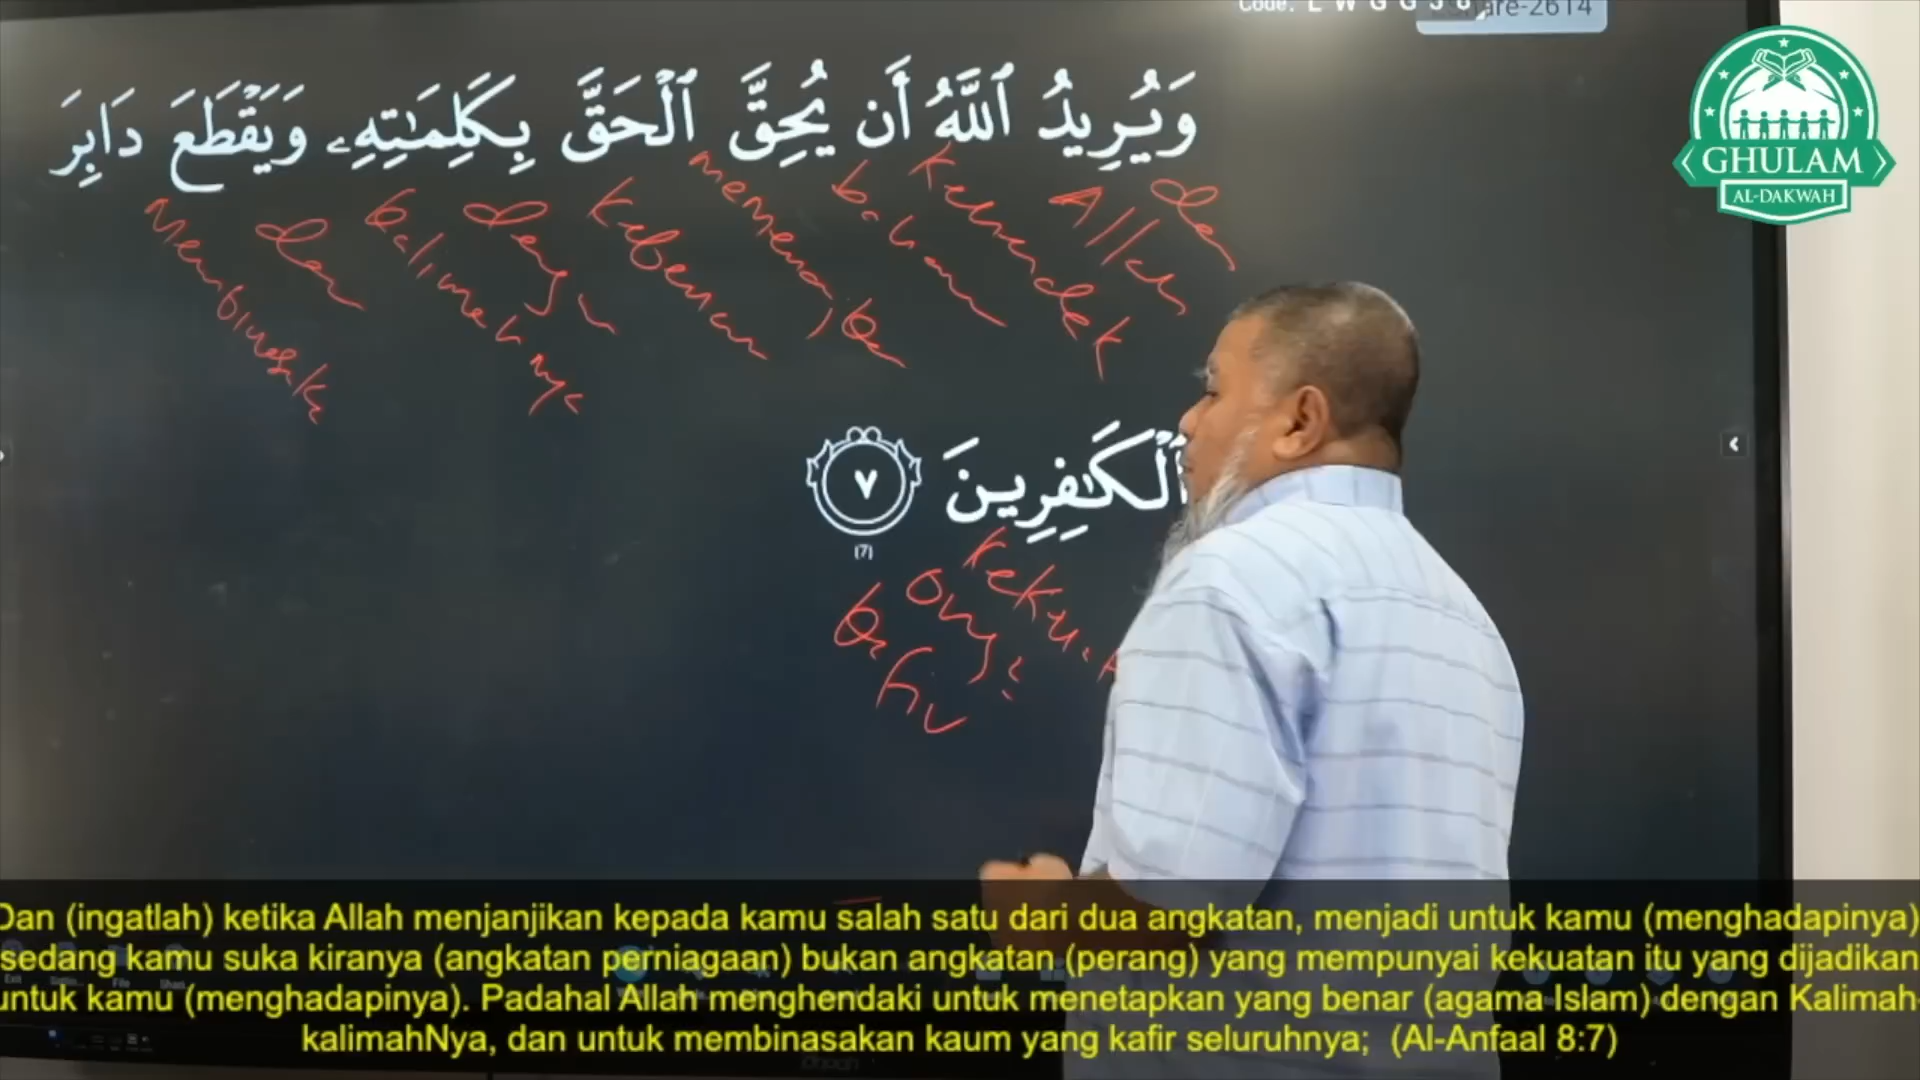 Code: L W G G J 8
are-2614
GHULAM
AL-DAKWAH
وَيُرِيدُ ٱللَّهُ أَن يُحِقَّ ٱلْحَقَّ بِكَلِمَـٰتِهِۦ وَيَقْطَعَ دَابِرَ
dan
Allah
Kehendak
bahawa
Kebenaran
dengan
kalimahnya
dan
Membinasakan
ٱلْكَـٰفِرِينَ ٧
(7)
Dan (ingatlah) ketika Allah menjanjikan kepada kamu salah satu dari dua angkatan, menjadi untuk kamu (menghadapinya)
sedang kamu suka kiranya (angkatan perniagaan) bukan angkatan (perang) yang mempunyai kekuatan itu yang dijadikan
untuk kamu (menghadapinya). Padahal Allah menghendaki untuk menetapkan yang benar (agama Islam) dengan Kalimah-
kalimahNya, dan untuk membinasakan kaum yang kafir seluruhnya; (Al-Anfaal 8:7)